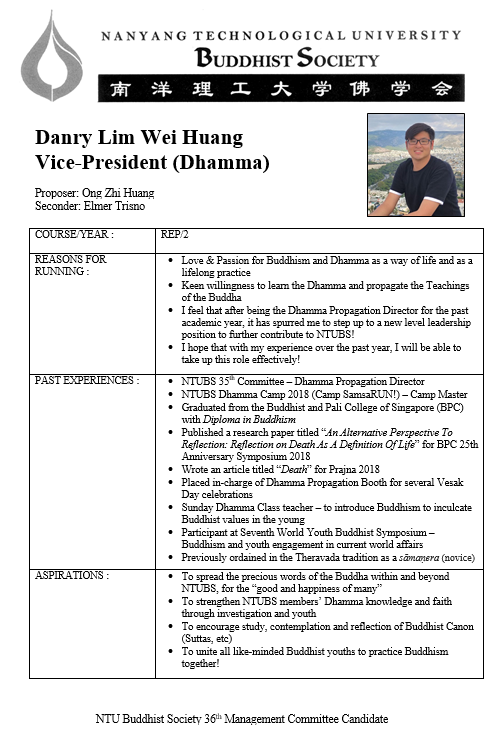 NANYANG TECHNOLOGICAL UNIVERSITY
BUDDHIST SOCIETY
南洋理工大学佛学会
Danry Lim Wei Huang
Vice-President (Dhamma)
Proposer: Ong Zhi Huang
Seconder: Elmer Trisno
COURSE/YEAR : REP/2
REASONS FOR RUNNING :
• Love & Passion for Buddhism and Dhamma as a way of life and as a
lifelong practice
• Keen willingness to learn the Dhamma and propagate the Teachings
of the Buddha
• I feel that after being the Dhamma Propagation Director for the past
academic year, it has spurred me to step up to a new level leadership
position to further contribute to NTUBS!
• I hope that with my experience over the past year, I will be able to
take up this role effectively!
PAST EXPERIENCES :
• NTUBS 35th Committee – Dhamma Propagation Director
• NTUBS Dhamma Camp 2018 (Camp SamsaRUN!) – Camp Master
• Graduated from the Buddhist and Pali College of Singapore (BPC)
with Diploma in Buddhism
• Published a research paper titled “An Alternative Perspective To
Reflection: Reflection on Death As A Definition Of Life” for BPC 25th
Anniversary Symposium 2018
• Wrote an article titled “Death” for Prajna 2018
• Placed in-charge of Dhamma Propagation Booth for several Vesak
Day celebrations
• Sunday Dhamma Class teacher – to introduce Buddhism to inculcate
Buddhist values in the young
• Participant at Seventh World Youth Buddhist Symposium –
Buddhism and youth engagement in current world affairs
• Previously ordained in the Theravada tradition as a sāmaṇera (novice)
ASPIRATIONS :
• To spread the precious words of the Buddha within and beyond
NTUBS, for the “good and happiness of many”
• To strengthen NTUBS members’ Dhamma knowledge and faith
through investigation and youth
• To encourage study, contemplation and reflection of Buddhist Canon
(Suttas, etc)
• To unite all like-minded Buddhist youths to practice Buddhism
together!
NTU Buddhist Society 36th Management Committee Candidate